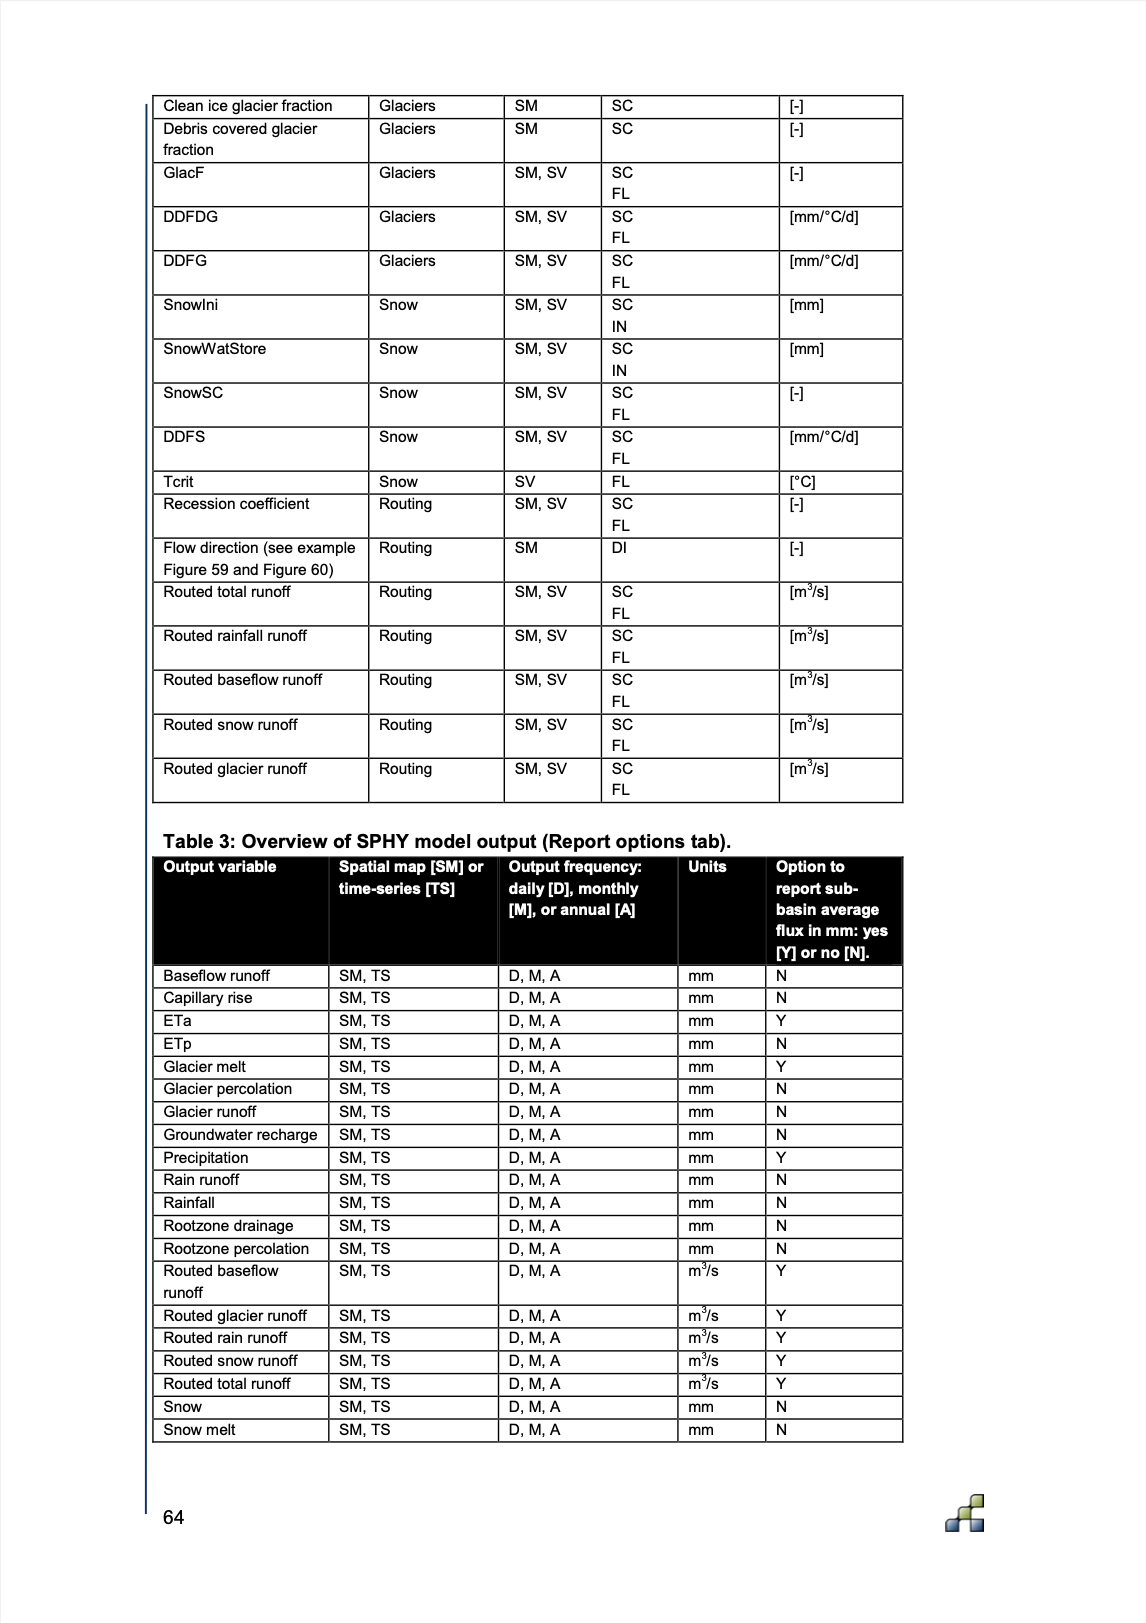 Clean ice glacier fraction Glaciers SM SC [-]
Debris covered glacier Glaciers SM SC [-]
fraction
GlacF Glaciers SM, SV SC [-]
FL
DDFDG Glaciers SM, SV SC [mm/°C/d]
FL
DDFG Glaciers SM, SV SC [mm/°C/d]
FL
SnowIni Snow SM, SV SC [mm]
IN
SnowWatStore Snow SM, SV SC [mm]
IN
SnowSC Snow SM, SV SC [-]
FL
DDFS Snow SM, SV SC [mm/°C/d]
FL
Tcrit Snow SV FL [°C]
Recession coefficient Routing SM, SV SC [-]
FL
Flow direction (see example Routing SM DI [-]
Figure 59 and Figure 60)
Routed total runoff Routing SM, SV SC [m³/s]
FL
Routed rainfall runoff Routing SM, SV SC [m³/s]
FL
Routed baseflow runoff Routing SM, SV SC [m³/s]
FL
Routed snow runoff Routing SM, SV SC [m³/s]
FL
Routed glacier runoff Routing SM, SV SC [m³/s]
FL
Table 3: Overview of SPHY model output (Report options tab).
Output variable Spatial map [SM] or Output frequency: Units Option to
time-series [TS] daily [D], monthly report sub-
[M], or annual [A] basin average
flux in mm: yes
[Y] or no [N].
Baseflow runoff SM, TS D, M, A mm N
Capillary rise SM, TS D, M, A mm N
ETa SM, TS D, M, A mm Y
ETp SM, TS D, M, A mm N
Glacier melt SM, TS D, M, A mm Y
Glacier percolation SM, TS D, M, A mm N
Glacier runoff SM, TS D, M, A mm N
Groundwater recharge SM, TS D, M, A mm N
Precipitation SM, TS D, M, A mm Y
Rain runoff SM, TS D, M, A mm N
Rainfall SM, TS D, M, A mm N
Rootzone drainage SM, TS D, M, A mm N
Rootzone percolation SM, TS D, M, A mm N
Routed baseflow SM, TS D, M, A m³/s Y
runoff
Routed glacier runoff SM, TS D, M, A m³/s Y
Routed rain runoff SM, TS D, M, A m³/s Y
Routed snow runoff SM, TS D, M, A m³/s Y
Routed total runoff SM, TS D, M, A m³/s Y
Snow SM, TS D, M, A mm N
Snow melt SM, TS D, M, A mm N
64